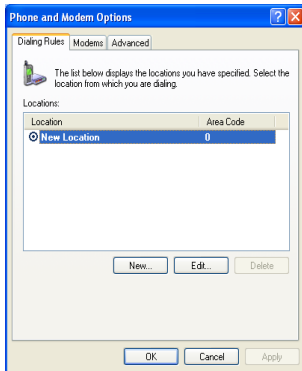 Phone and Modem Options
Dialing Rules Modems Advanced
The list below displays the locations you have specified. Select the
location from which you are dialing.
Locations:
Location Area Code
New Location 0
New... Edit... Delete
OK Cancel Apply